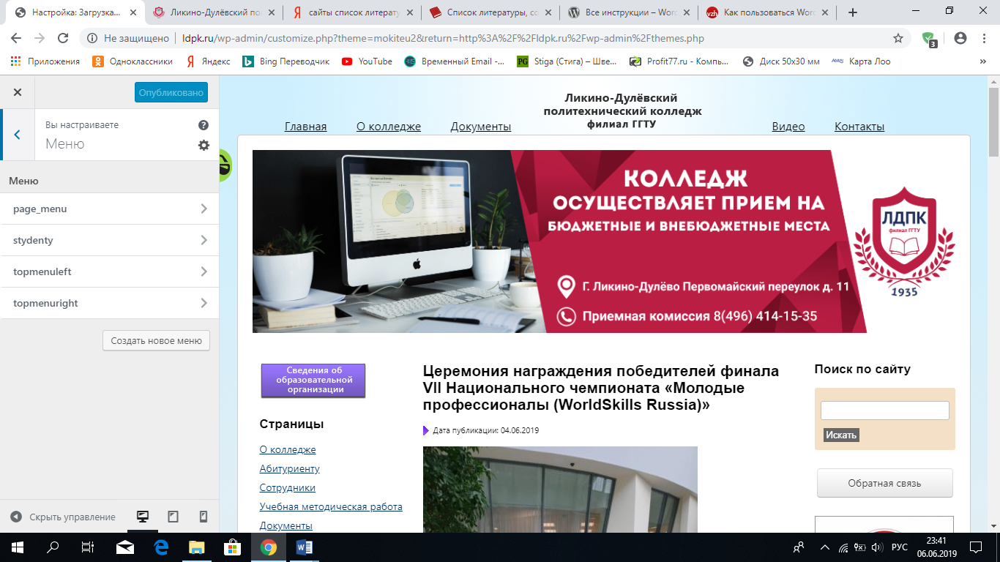 Настройка: Загрузка...
Ликино-Дулёвский по
сайты список литерату
Список литературы, со
Все инструкции – Wor
Как пользоваться Wor
Не защищено
ldpk.ru/wp-admin/customize.php?theme=mokiteu2&return=http%3A%2F%2Fldpk.ru%2Fwp-admin%2Fthemes.php
3
Приложения
Одноклассники
Яндекс
Bing Переводчик
YouTube
Временный Email -...
PG
Stiga (Стига) – Шве...
Profit77.ru - Компь...
Диск 50x30 мм
Карта Лоо
Опубликовано
Вы настраиваете
Меню
Меню
page_menu
stydenty
topmenuleft
topmenuright
Создать новое меню
Скрыть управление
Главная
О колледже
Документы
Ликино-Дулёвский
политехнический колледж
филиал ГГТУ
Видео
Контакты
КОЛЛЕДЖ
ОСУЩЕСТВЛЯЕТ ПРИЕМ НА
БЮДЖЕТНЫЕ И ВНЕБЮДЖЕТНЫЕ МЕСТА
Г. Ликино-Дулёво Первомайский переулок д. 11
Приемная комиссия 8(496) 414-15-35
ЛДПК
филиал ГГТУ
1935
Сведения об
образовательной
организации
Страницы
О колледже
Абитуриенту
Сотрудники
Учебная методическая работа
Документы
Церемония награждения победителей финала
VII Национального чемпионата «Молодые
профессионалы (WorldSkills Russia)»
Дата публикации: 04.06.2019
Поиск по сайту
Искать
Обратная связь
РУС
23:41
06.06.2019